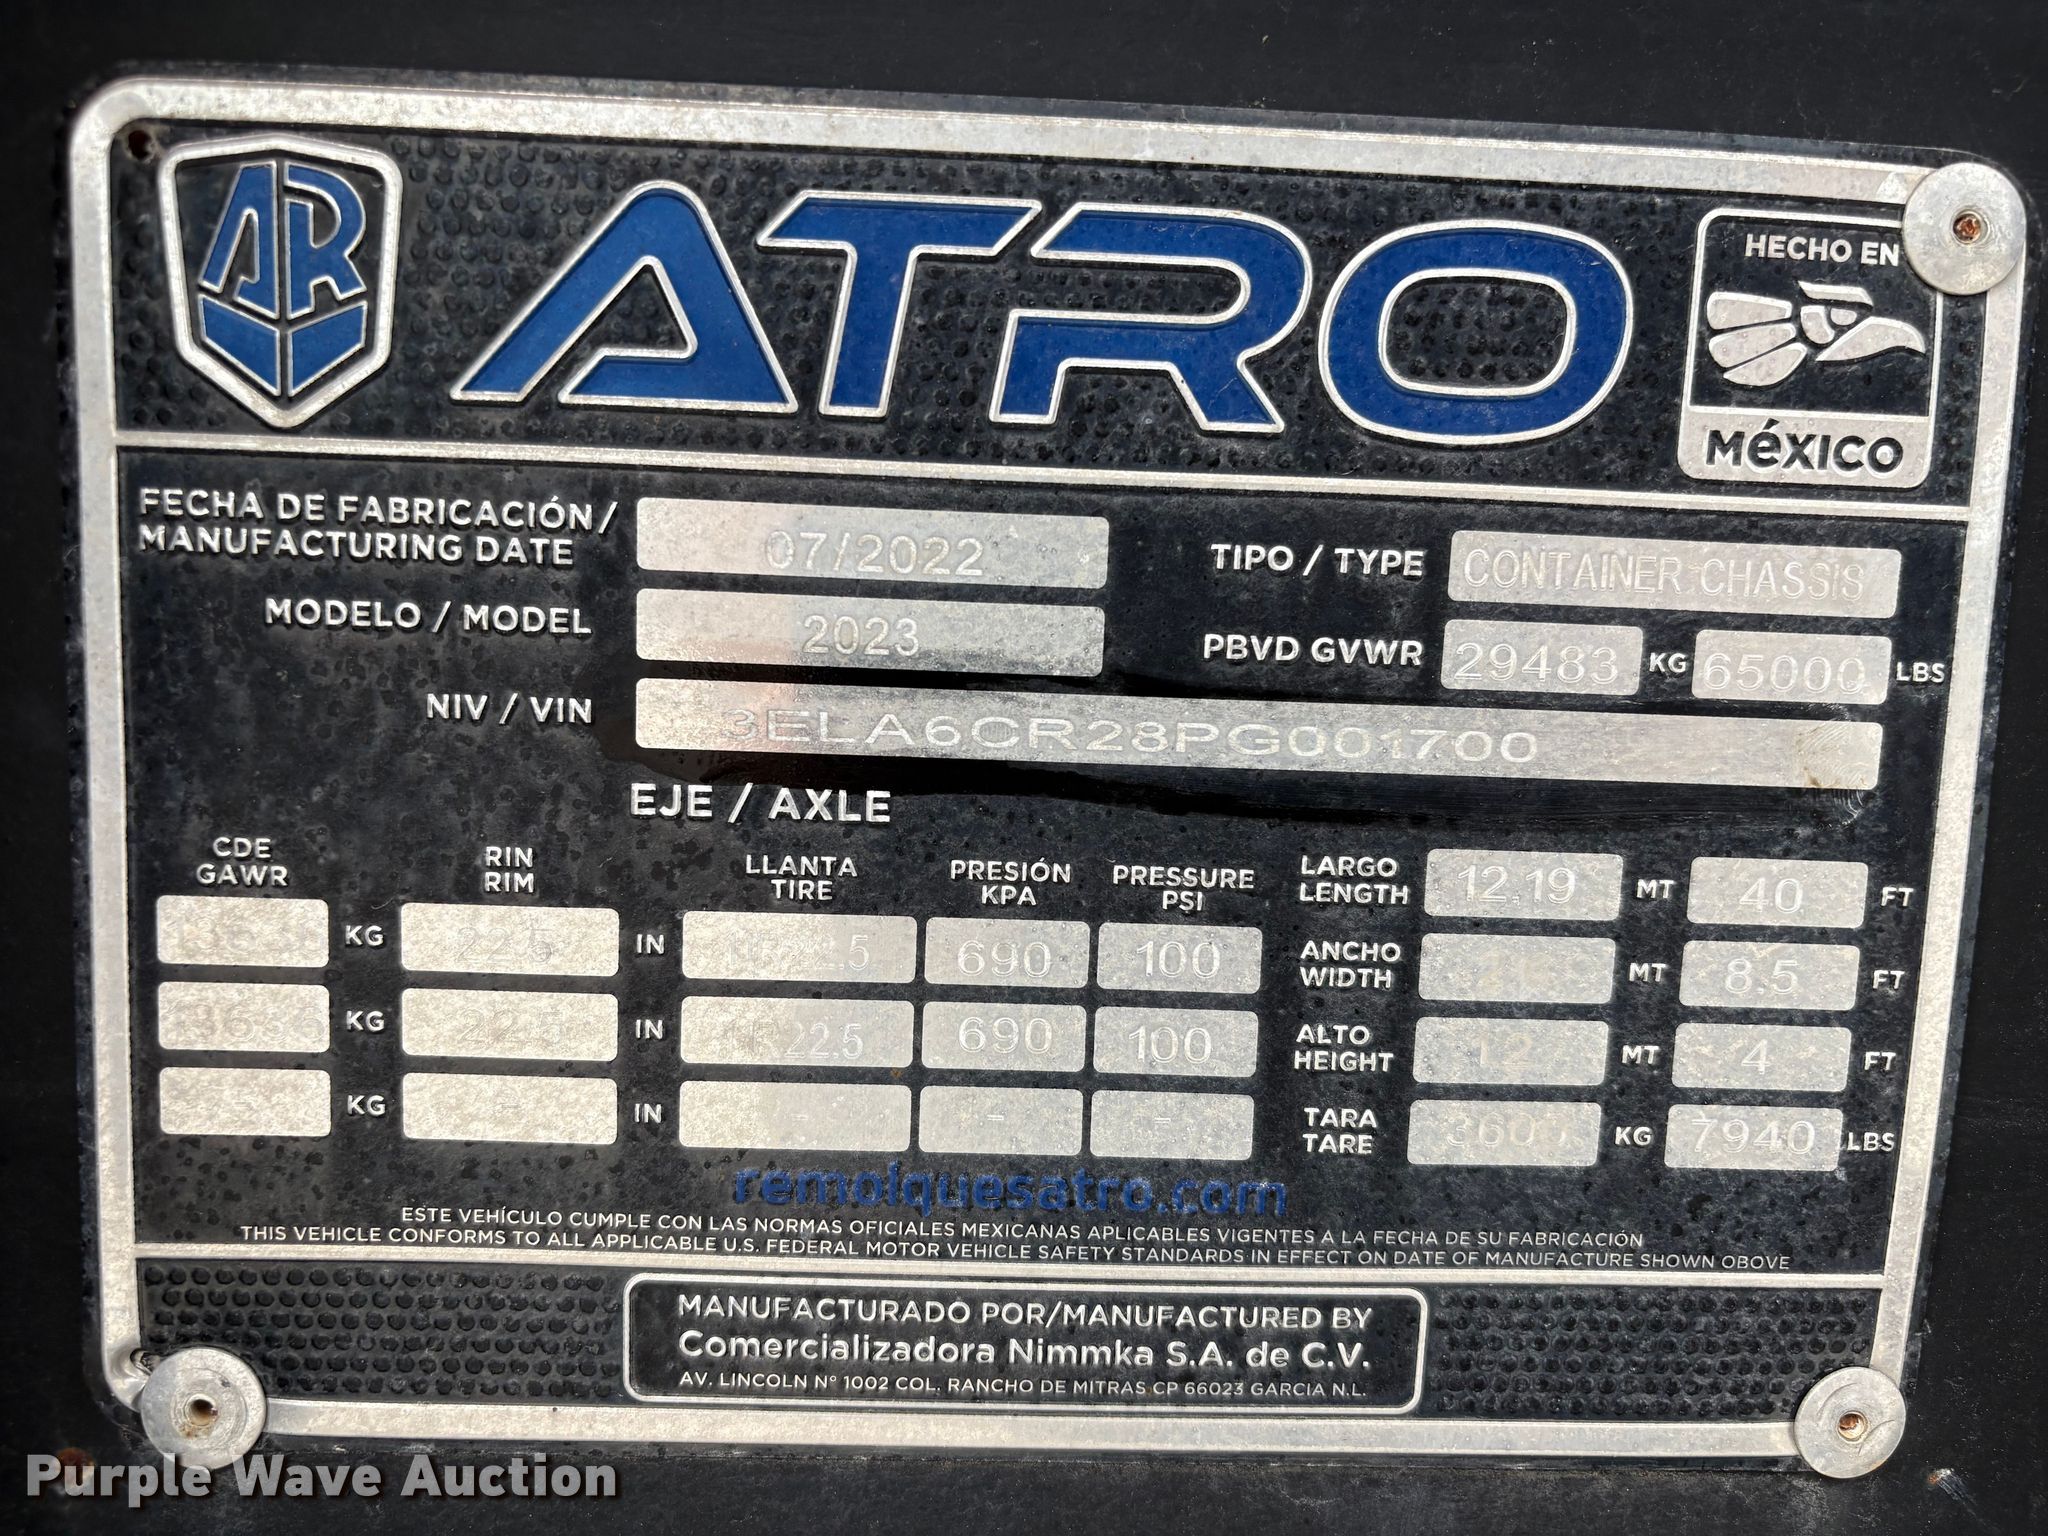 AR
ATRO
HECHO EN
MéXICO
FECHA DE FABRICACIÓN/
MANUFACTURING DATE
07/2022
TIPO / TYPE
CONTAINER CHASSIS
MODELO / MODEL
2023
PBVD GVWR
29483 KG 65000 LBS
NIV / VIN
3ELA6CR28PG001700
EJE / AXLE
CDE
GAWR
RIN
RIM
LLANTA
TIRE
PRESIÓN
KPA
PRESSURE
PSI
KG 22.5 IN 11R22.5 690 100
KG 22.5 IN 11R22.5 690 100
- KG - IN - - -
LARGO
LENGTH
12.19 MT 40 FT
ANCHO
WIDTH
MT 8.5 FT
ALTO
HEIGHT
1.2 MT 4 FT
TARA
TARE
KG 7940 LBS
remolquesatro.com
ESTE VEHÍCULO CUMPLE CON LAS NORMAS OFICIALES MEXICANAS APLICABLES VIGENTES A LA FECHA DE SU FABRICACIÓN
THIS VEHICLE CONFORMS TO ALL APPLICABLE U.S. FEDERAL MOTOR VEHICLE SAFETY STANDARDS IN EFFECT ON DATE OF MANUFACTURE SHOWN OBOVE
MANUFACTURADO POR/MANUFACTURED BY
Comercializadora Nimmka S.A. de C.V.
AV. LINCOLN N° 1002 COL. RANCHO DE MITRAS CP 66023 GARCIA N.L.
Purple Wave Auction